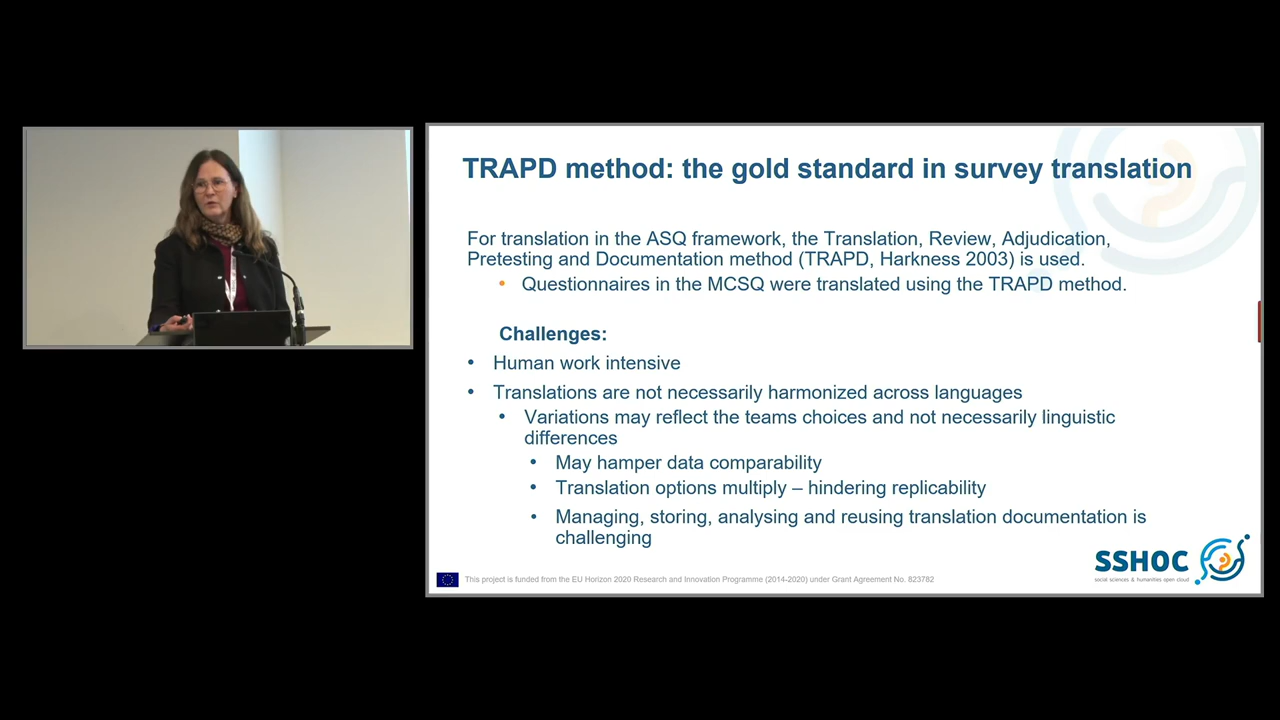 TRAPD method: the gold standard in survey translation
For translation in the ASQ framework, the Translation, Review, Adjudication,
Pretesting and Documentation method (TRAPD, Harkness 2003) is used.
• Questionnaires in the MCSQ were translated using the TRAPD method.
Challenges:
• Human work intensive
• Translations are not necessarily harmonized across languages
• Variations may reflect the teams choices and not necessarily linguistic
differences
• May hamper data comparability
• Translation options multiply – hindering replicability
• Managing, storing, analysing and reusing translation documentation is
challenging
SSHOC
social sciences & humanities open cloud
This project is funded from the EU Horizon 2020 Research and Innovation Programme (2014-2020) under Grant Agreement No. 823782